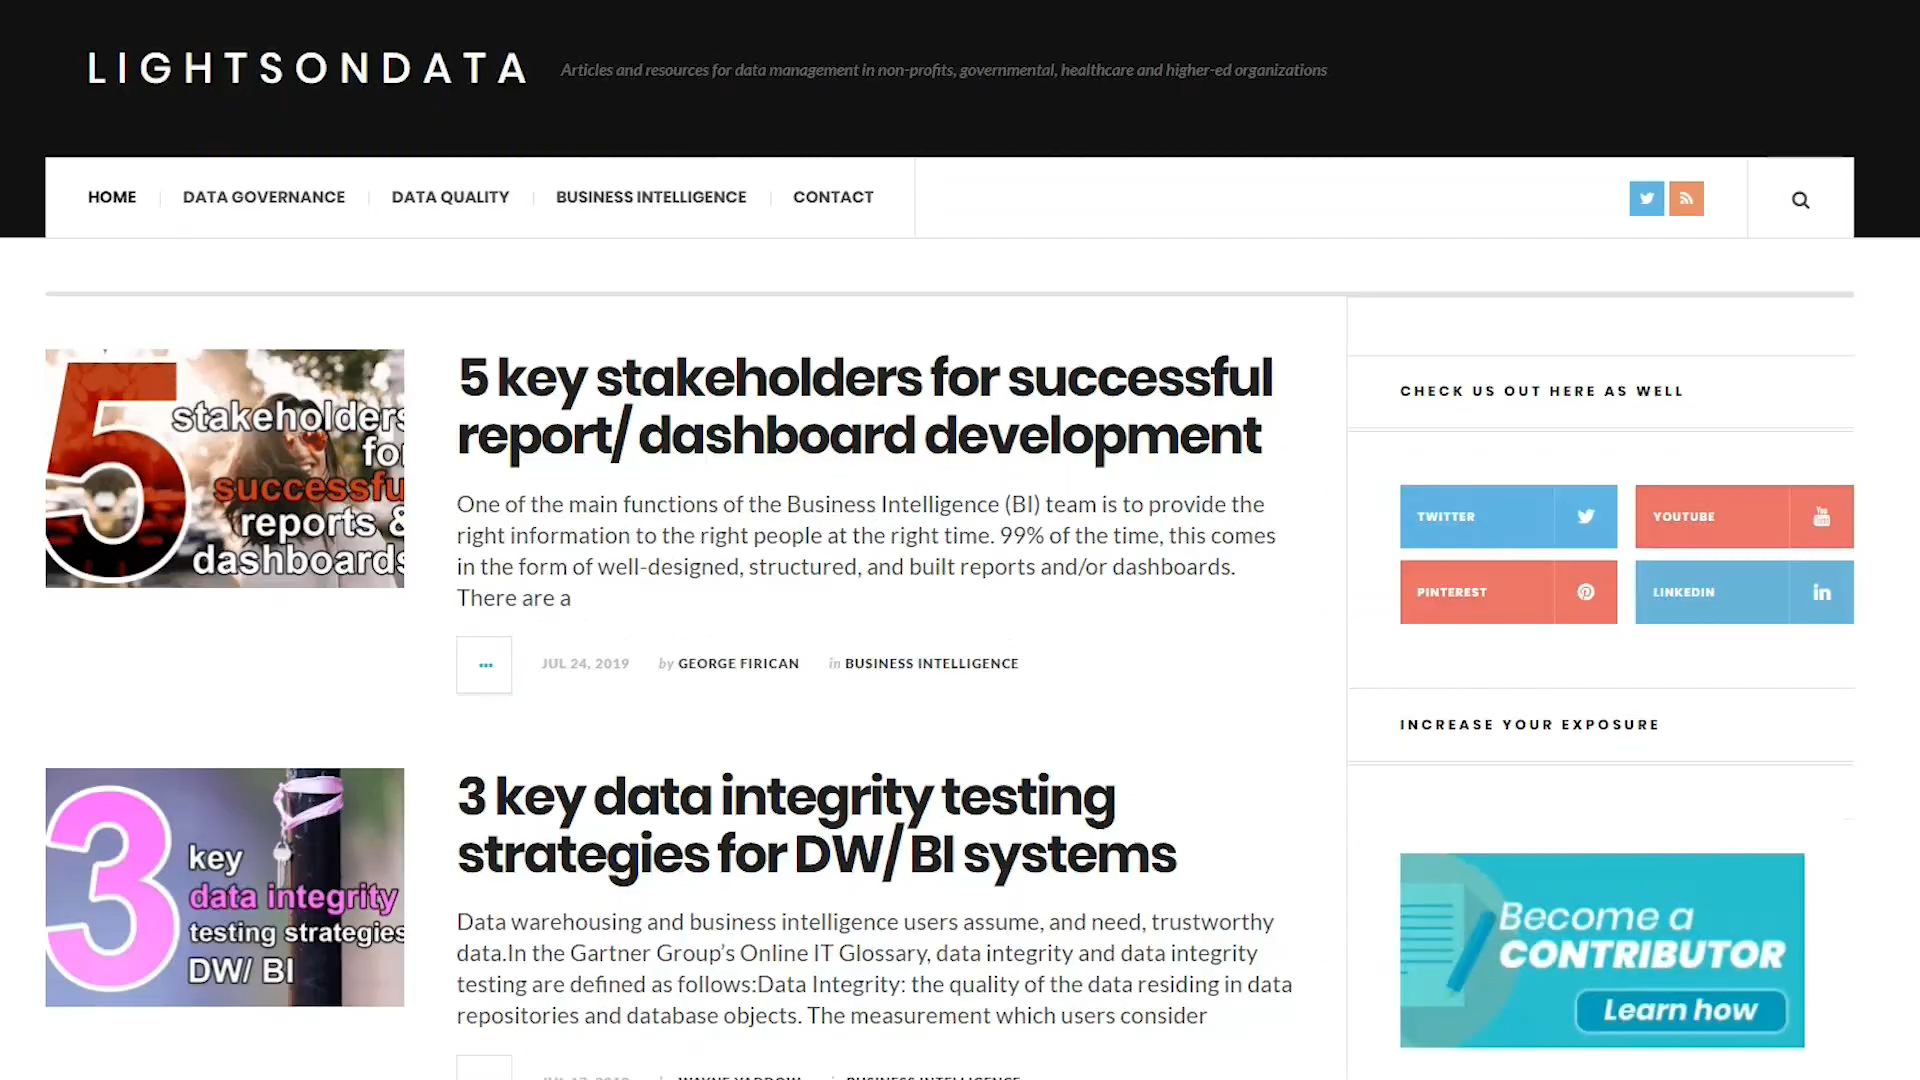 LIGHTSONDATA
Articles and resources for data management in non-profits, governmental, healthcare and higher-ed organizations
HOME
DATA GOVERNANCE
DATA QUALITY
BUSINESS INTELLIGENCE
CONTACT
5
stakeholders
for
successfu
reports &
dashboards
5 key stakeholders for successful
report/ dashboard development
One of the main functions of the Business Intelligence (BI) team is to provide the
right information to the right people at the right time. 99% of the time, this comes
in the form of well-designed, structured, and built reports and/or dashboards.
There are a
...
JUL 24, 2019 by GEORGE FIRICAN in BUSINESS INTELLIGENCE
3
key
data integrity
testing strategies
DW/ BI
3 key data integrity testing
strategies for DW/ BI systems
Data warehousing and business intelligence users assume, and need, trustworthy
data.In the Gartner Group’s Online IT Glossary, data integrity and data integrity
testing are defined as follows:Data Integrity: the quality of the data residing in data
repositories and database objects. The measurement which users consider
CHECK US OUT HERE AS WELL
TWITTER
YOUTUBE
You
PINTEREST
LINKEDIN
in
INCREASE YOUR EXPOSURE
Become a
CONTRIBUTOR
Learn how